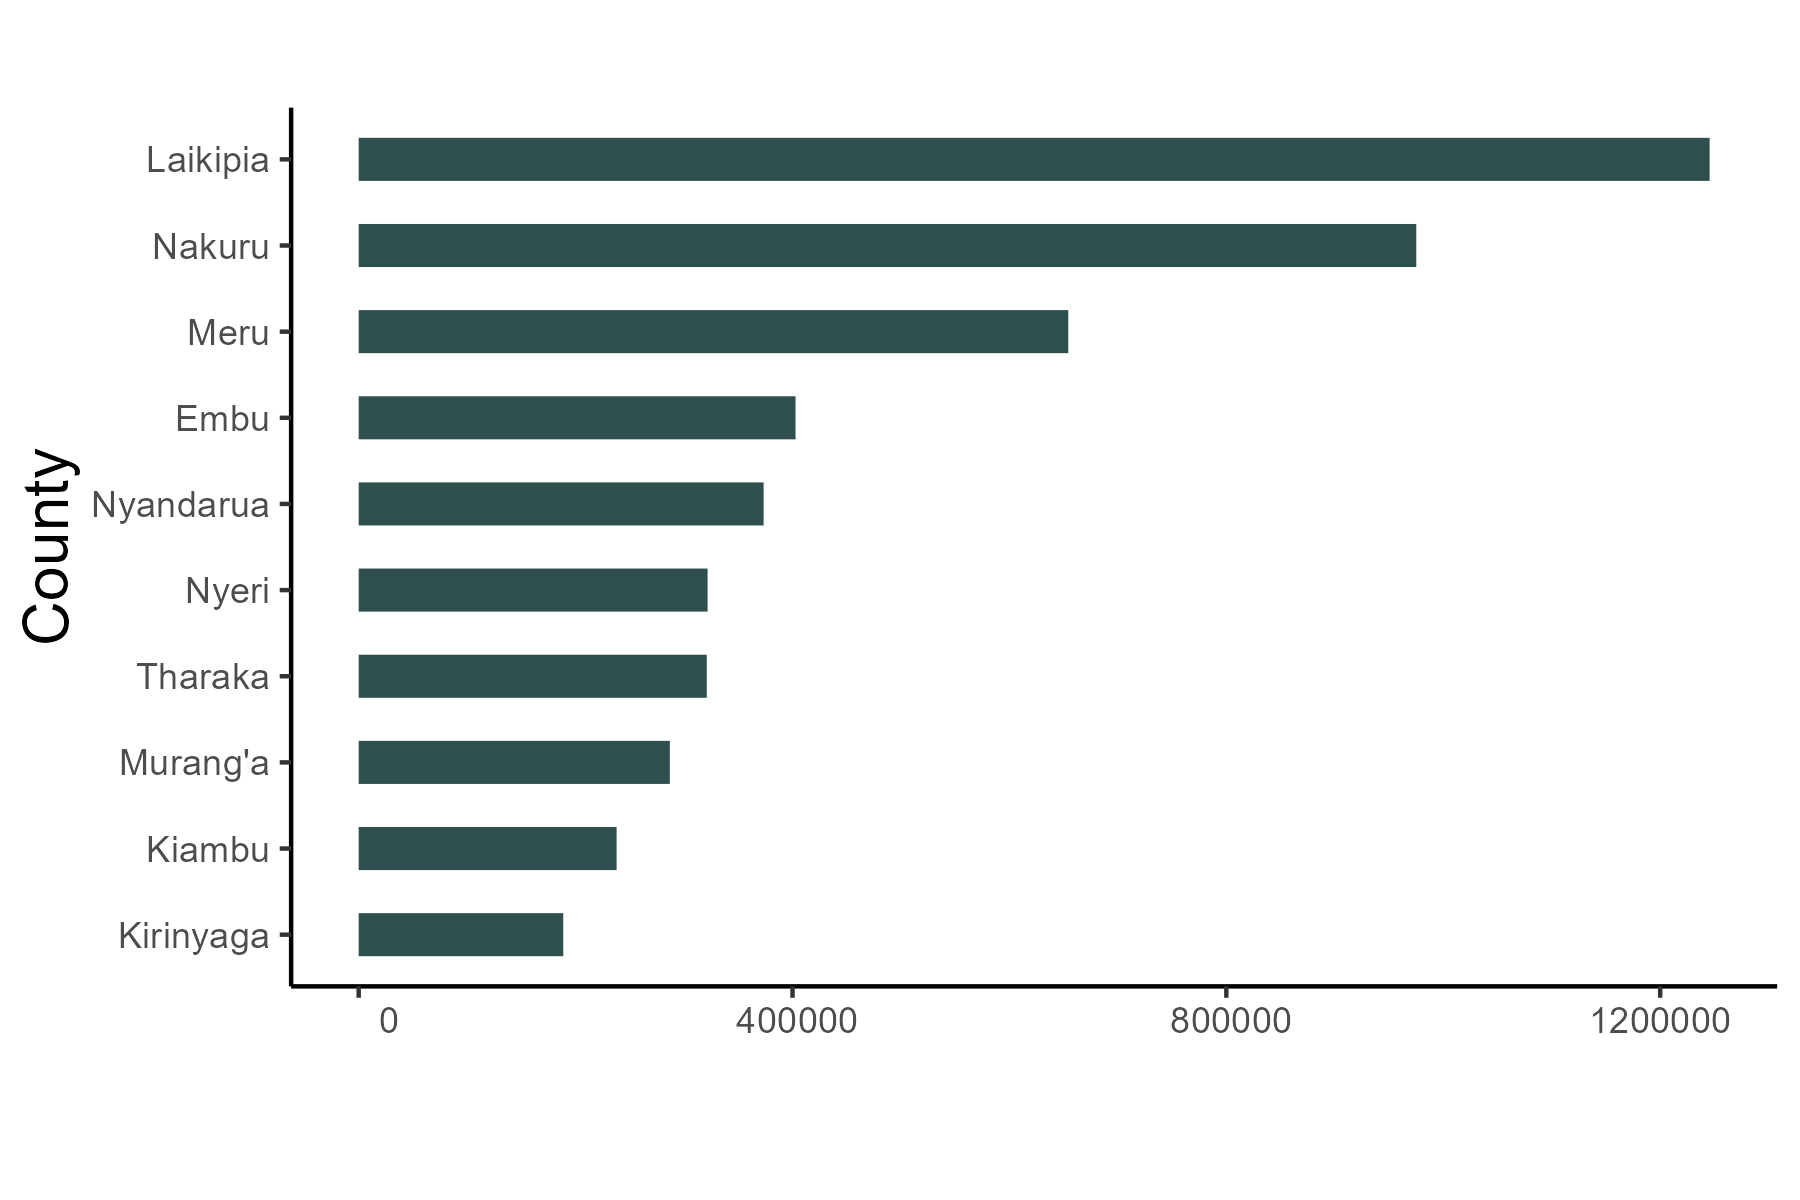 County
Laikipia
Nakuru
Meru
Embu
Nyandarua
Nyeri
Tharaka
Murang'a
Kiambu
Kirinyaga
0 400000 800000 1200000